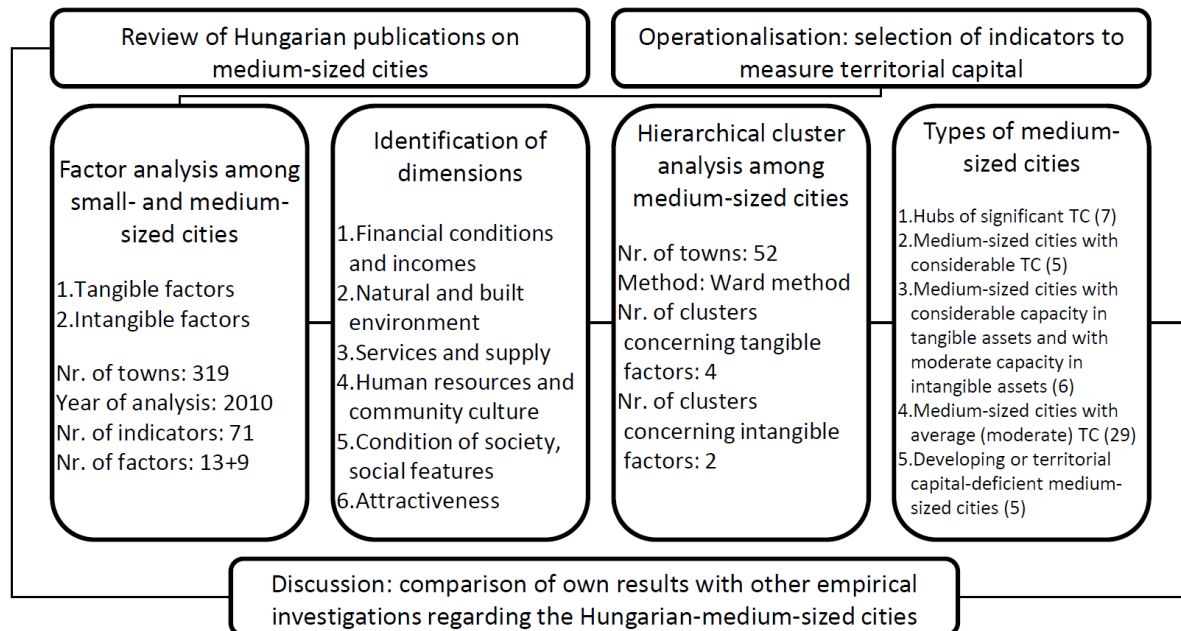 Review of Hungarian publications on
medium-sized cities
Operationalisation: selection of indicators to
measure territorial capital
Factor analysis among
small- and medium-
sized cities
1.Tangible factors
2.Intangible factors
Nr. of towns: 319
Year of analysis: 2010
Nr. of indicators: 71
Nr. of factors: 13+9
Identification of
dimensions
1.Financial conditions
and incomes
2.Natural and built
environment
3.Services and supply
4.Human resources and
community culture
5.Condition of society,
social features
6.Attractiveness
Hierarchical cluster
analysis among
medium-sized cities
Nr. of towns: 52
Method: Ward method
Nr. of clusters
concerning tangible
factors: 4
Nr. of clusters
concerning intangible
factors: 2
Types of medium-
sized cities
1.Hubs of significant TC (7)
2.Medium-sized cities with
considerable TC (5)
3.Medium-sized cities with
considerable capacity in
tangible assets and with
moderate capacity in
intangible assets (6)
4.Medium-sized cities with
average (moderate) TC (29)
5.Developing or territorial
capital-deficient medium-
sized cities (5)
Discussion: comparison of own results with other empirical
investigations regarding the Hungarian-medium-sized cities